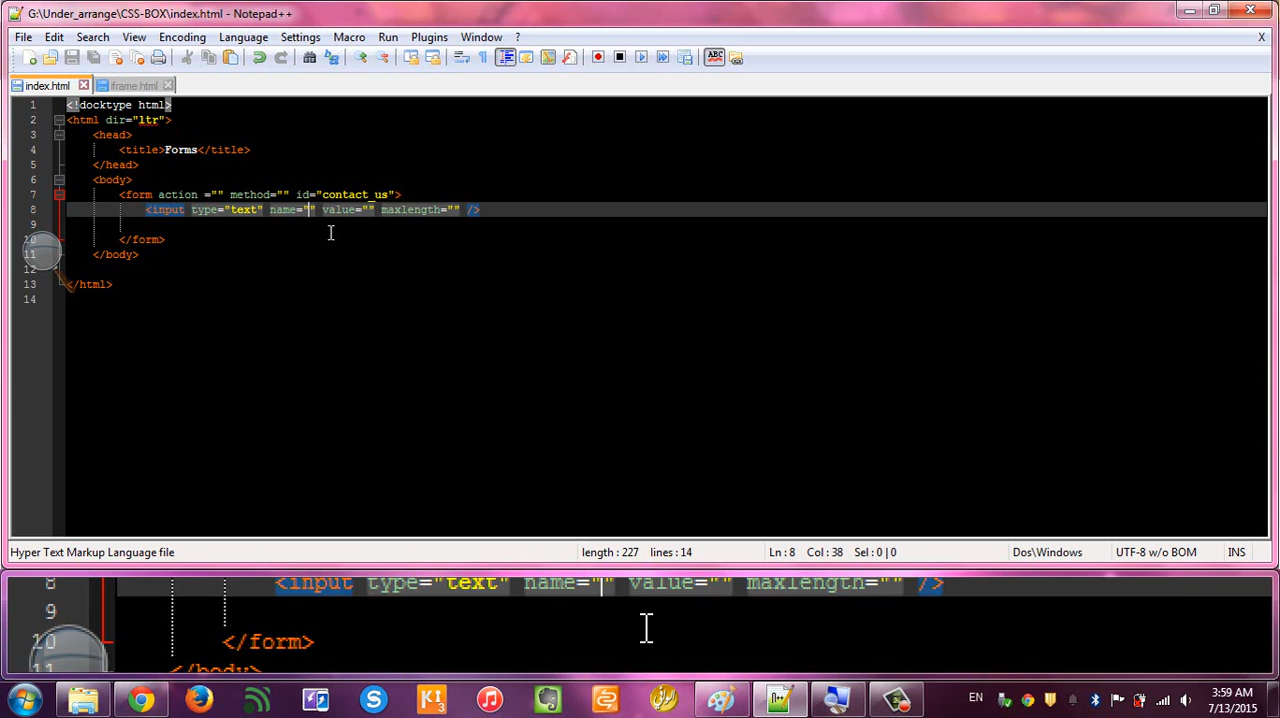 G:\Under_arrange\CSS-BOX\index.html - Notepad++
File Edit Search View Encoding Language Settings Macro Run Plugins Window ? X
ABC
index.html frame.html
1 <!docktype html>
2 <html dir="ltr">
3 <head>
4 <title>Forms</title>
5 </head>
6 <body>
7 <form action ="" method="" id="contact_us">
8 <input type="text" name="" value="" maxlength="" />
9
10 </form>
11 </body>
12
13 </html>
14
Hyper Text Markup Language file length : 227 lines : 14 Ln : 8 Col : 38 Sel : 0 | 0 Dos\Windows UTF-8 w/o BOM INS
8 <input type="text" name="" value="" maxlength="" />
9
10 </form>
11 </body>
EN 3:59 AM
7/13/2015